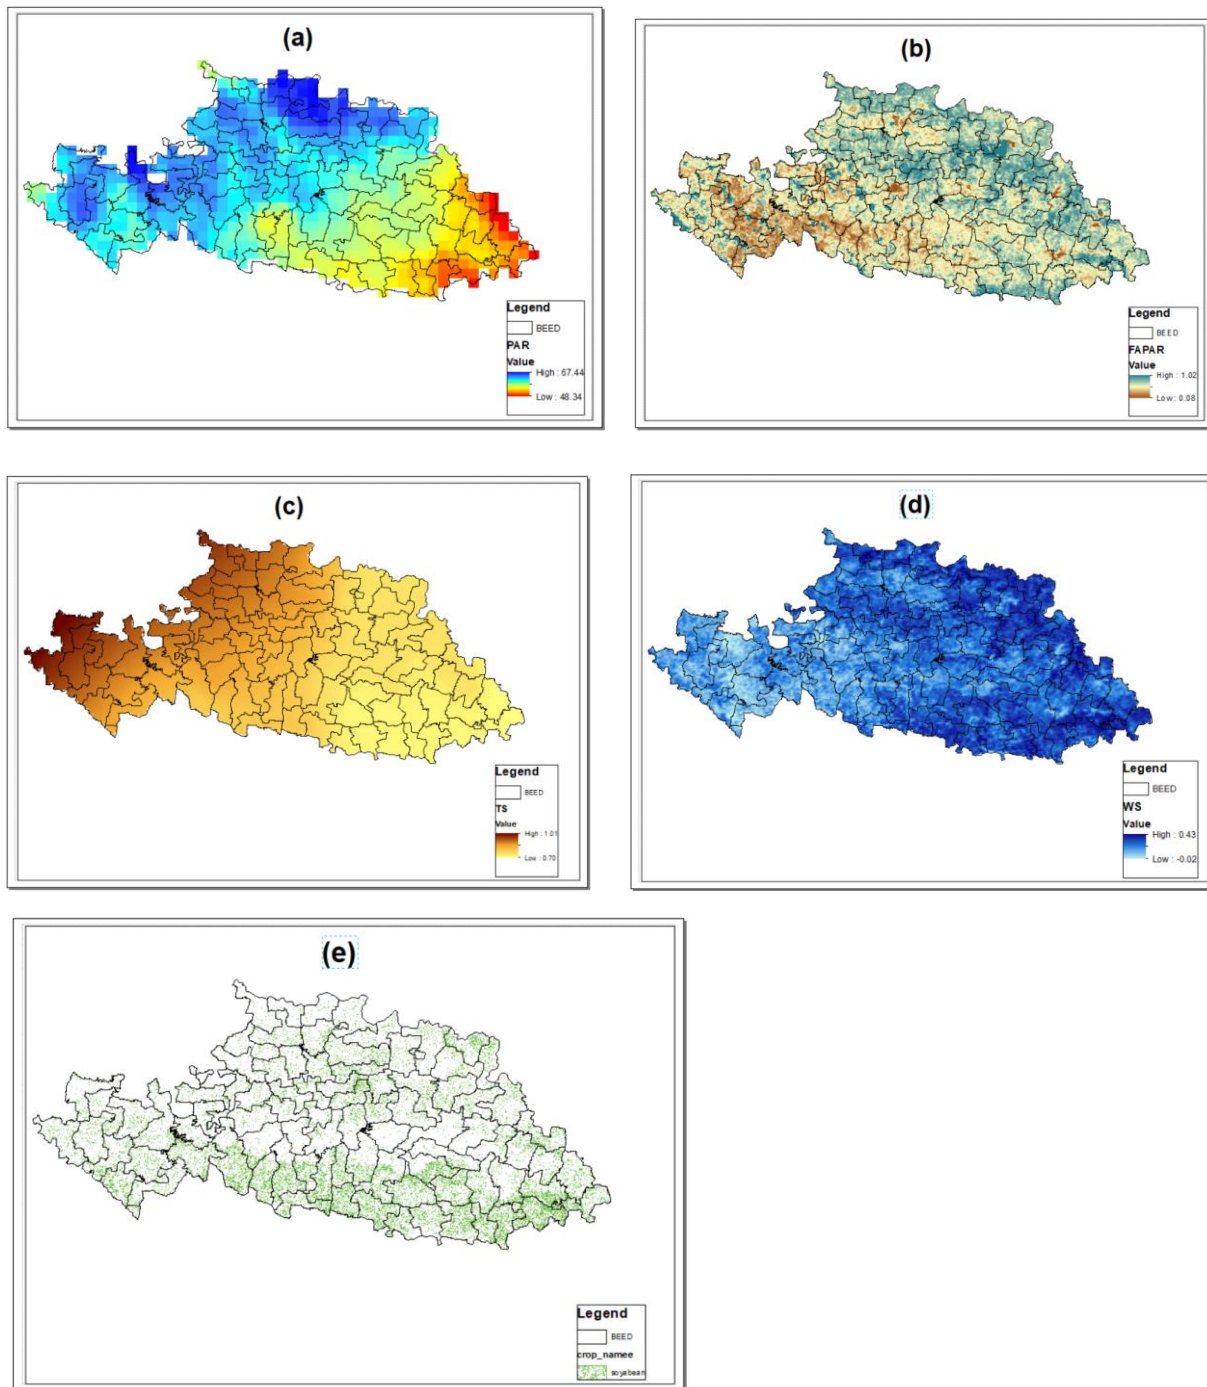 (a)
Legend
BEED
PAR
Value
High : 67.44
Low : 48.34
(b)
Legend
BEED
FAPAR
Value
High : 1.02
Low : 0.08
(c)
Legend
BEED
TS
Value
High : 1.01
Low : 0.70
(d)
Legend
BEED
WS
Value
High : 0.43
Low : -0.02
(e)
Legend
BEED
crop_namee
soyabean